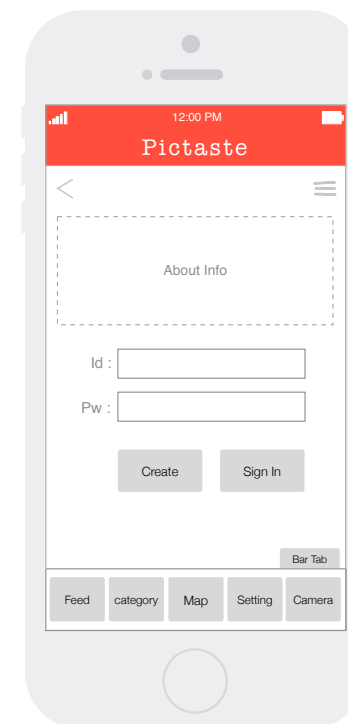 12:00 PM
Pictaste
About Info
Id :
Pw :
Create Sign In
Bar Tab
Feed category Map Setting Camera